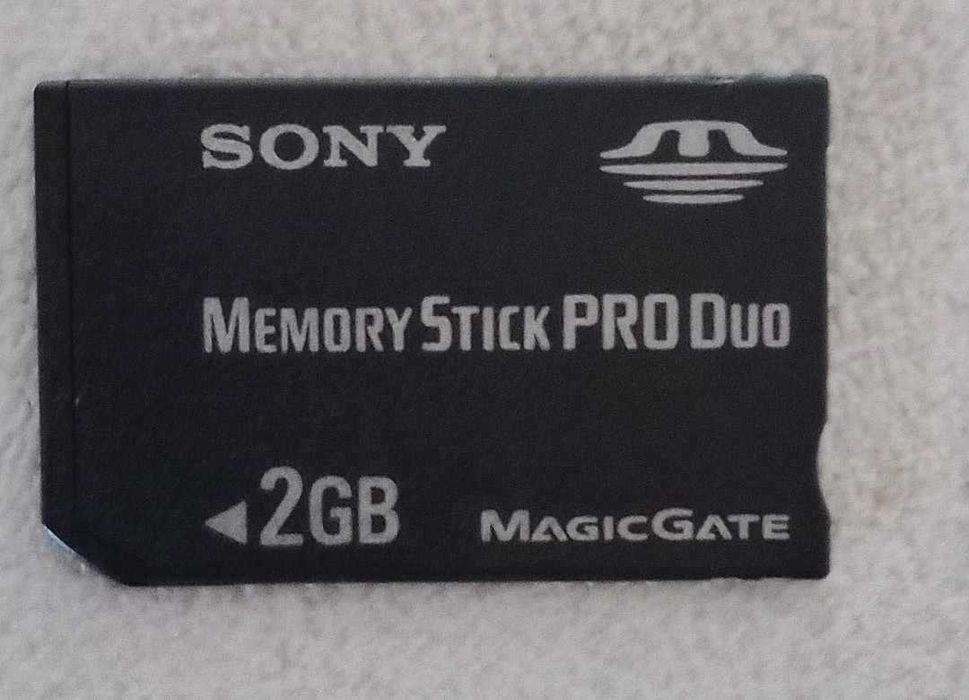 SONY
MEMORY STICK PRO DUO
2GB
MAGICGATE